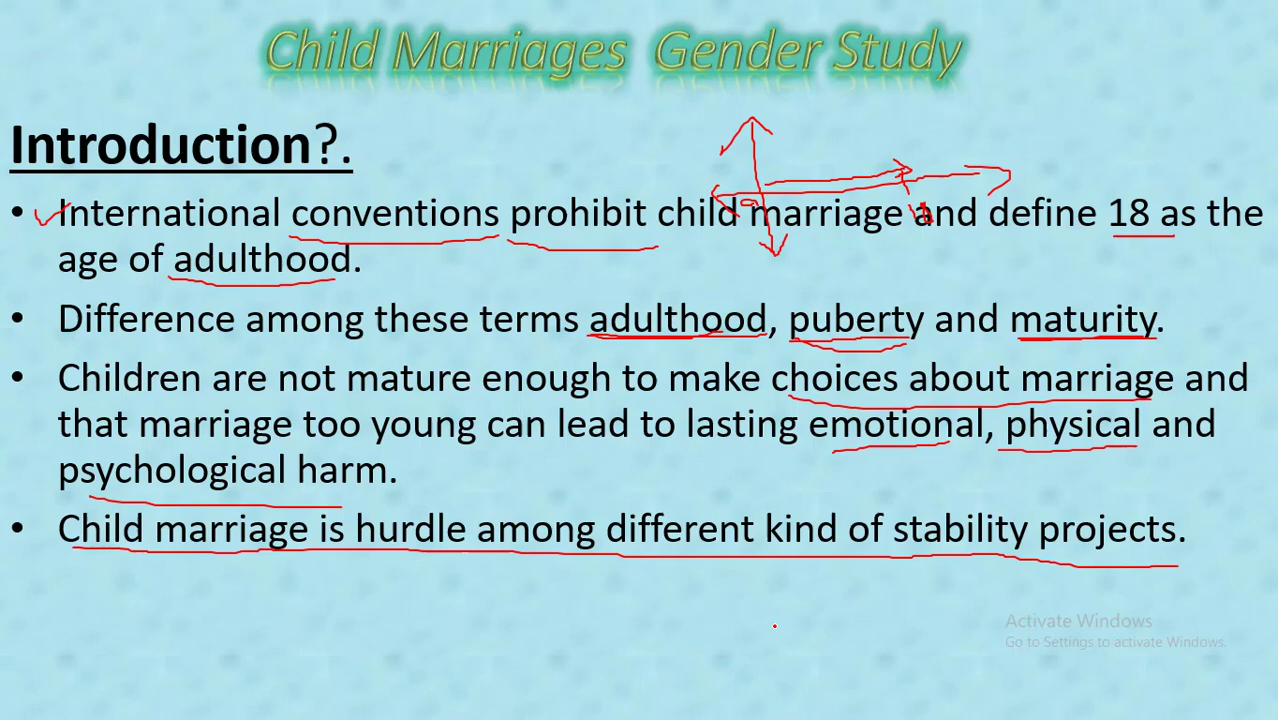 Child Marriages Gender Study
Introduction?.
• International conventions prohibit child marriage and define 18 as the
age of adulthood.
• Difference among these terms adulthood, puberty and maturity.
• Children are not mature enough to make choices about marriage and
that marriage too young can lead to lasting emotional, physical and
psychological harm.
• Child marriage is hurdle among different kind of stability projects.
Activate Windows
Go to Settings to activate Windows.